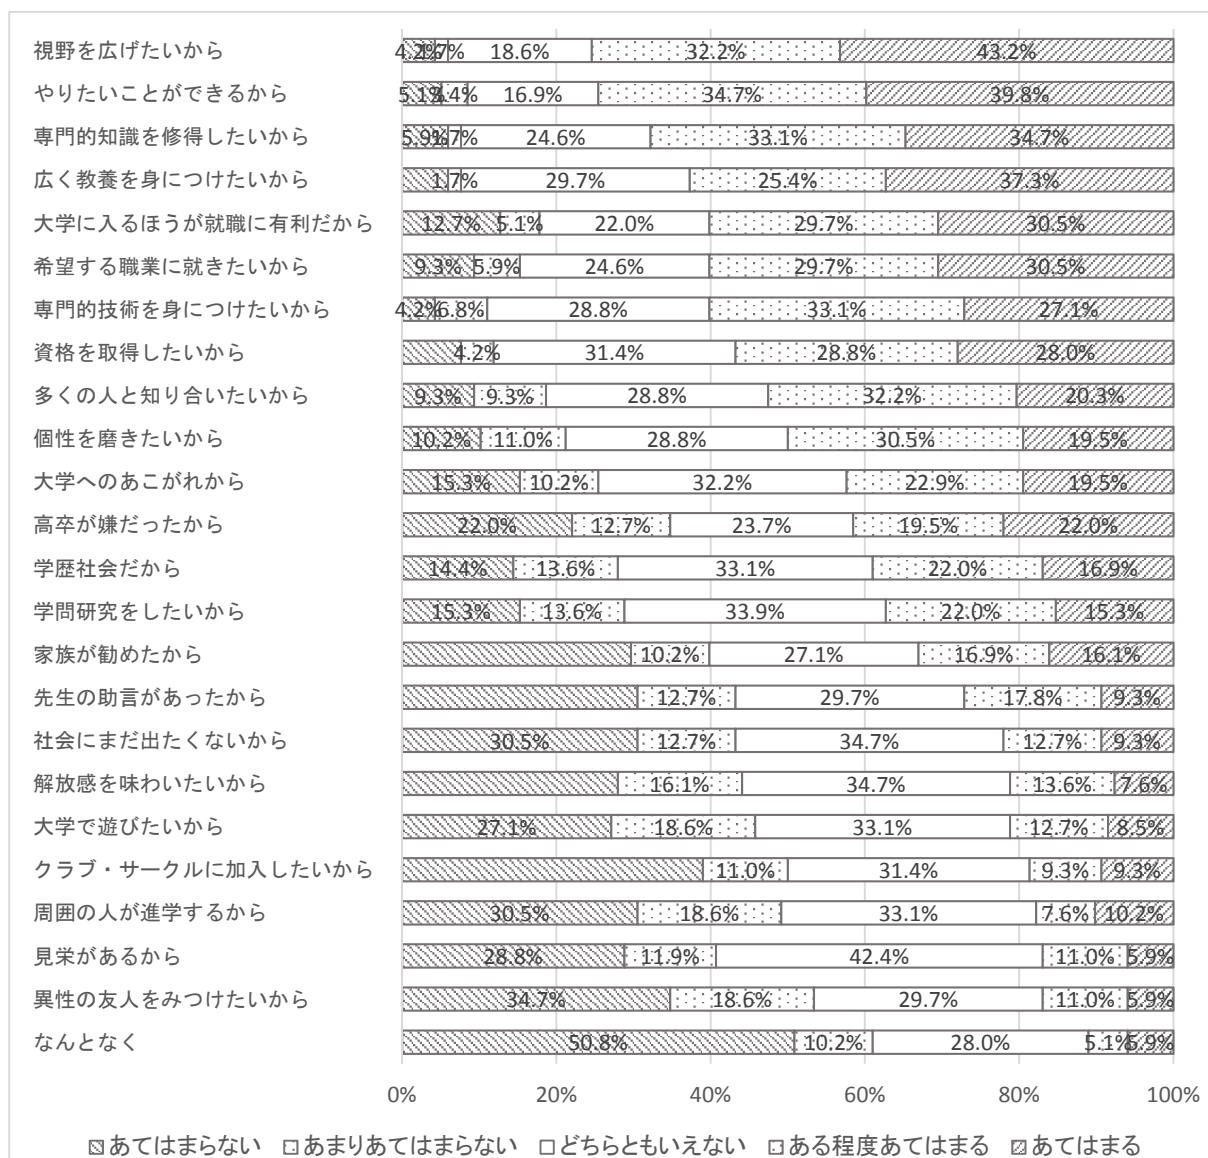 視野を広げたいから 4.2% 1.7% 18.6% 32.2% 43.2%
やりたいことができるから 5.1% 3.4% 16.9% 34.7% 39.8%
専門的知識を修得したいから 5.9% 1.7% 24.6% 33.1% 34.7%
広く教養を身につけたいから 1.7% 29.7% 25.4% 37.3%
大学に入るほうが就職に有利だから 12.7% 5.1% 22.0% 29.7% 30.5%
希望する職業に就きたいから 9.3% 5.9% 24.6% 29.7% 30.5%
専門的技術を身につけたいから 4.2% 6.8% 28.8% 33.1% 27.1%
資格を取得したいから 4.2% 31.4% 28.8% 28.0%
多くの人と知り合いたいから 9.3% 9.3% 28.8% 32.2% 20.3%
個性を磨きたいから 10.2% 11.0% 28.8% 30.5% 19.5%
大学へのあこがれから 15.3% 10.2% 32.2% 22.9% 19.5%
高卒が嫌だったから 22.0% 12.7% 23.7% 19.5% 22.0%
学歴社会だから 14.4% 13.6% 33.1% 22.0% 16.9%
学問研究をしたいから 15.3% 13.6% 33.9% 22.0% 15.3%
家族が勧めたから 10.2% 27.1% 16.9% 16.1%
先生の助言があったから 12.7% 29.7% 17.8% 9.3%
社会にまだ出たくないから 30.5% 12.7% 34.7% 12.7% 9.3%
解放感を味わいたいから 16.1% 34.7% 13.6% 7.6%
大学で遊びたいから 27.1% 18.6% 33.1% 12.7% 8.5%
クラブ・サークルに加入したいから 11.0% 31.4% 9.3% 9.3%
周囲の人が進学するから 30.5% 18.6% 33.1% 7.6% 10.2%
見栄があるから 28.8% 11.9% 42.4% 11.0% 5.9%
異性の友人をみつけたいから 34.7% 18.6% 29.7% 11.0% 5.9%
なんとなく 50.8% 10.2% 28.0% 5.1% 5.9%
0% 20% 40% 60% 80% 100%
あてはまらない あまりあてはまらない どちらともいえない ある程度あてはまる あてはまる